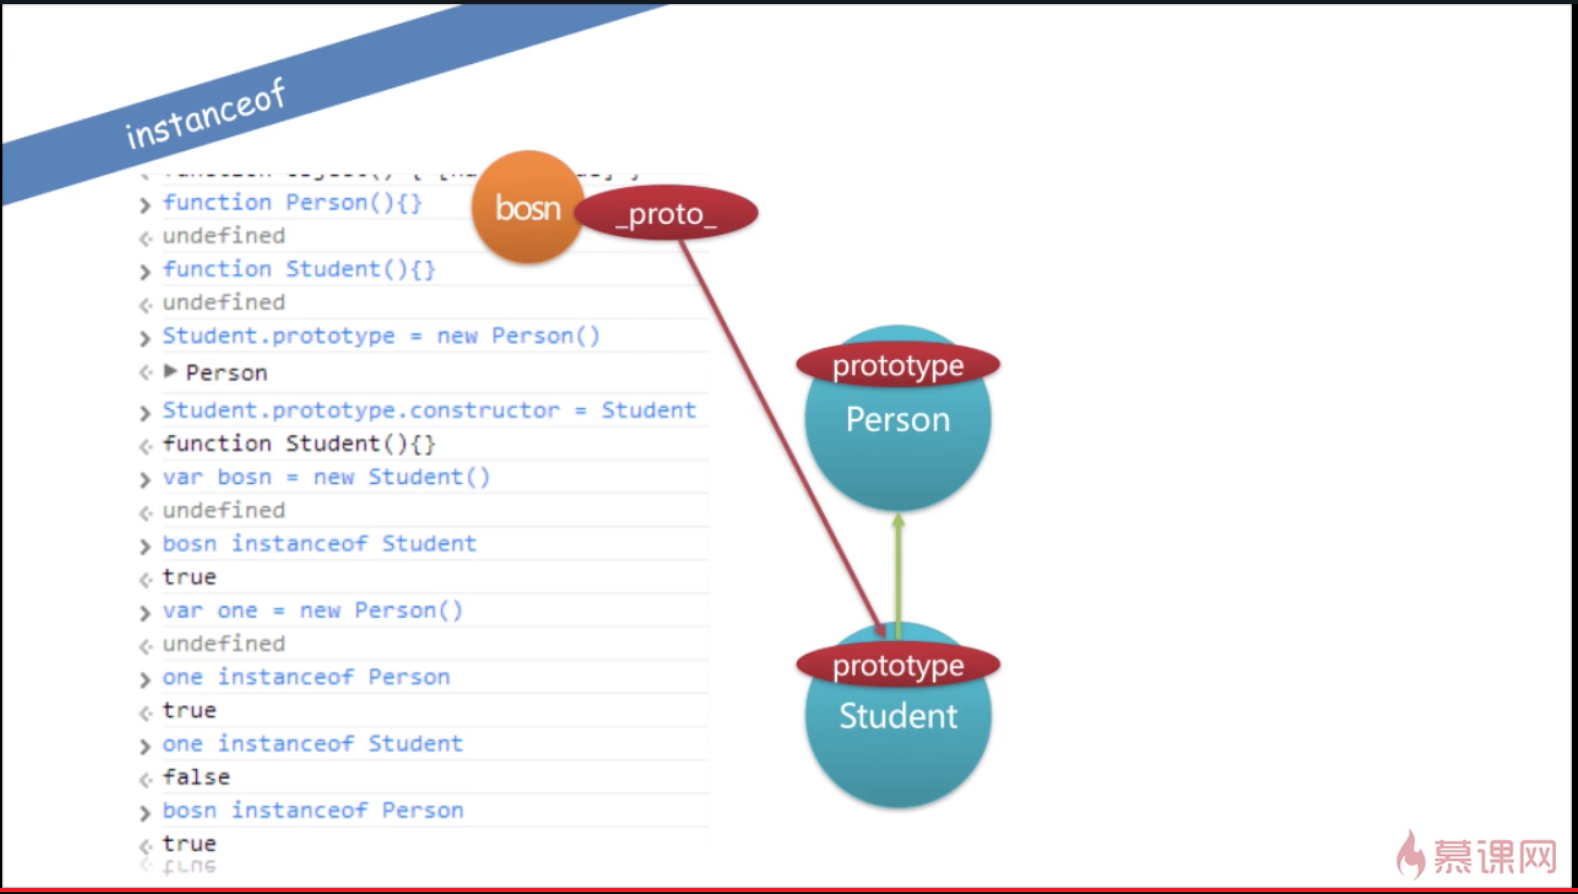 instanceof
function Person(){}
undefined
function Student(){}
undefined
Student.prototype = new Person()
Person
Student.prototype.constructor = Student
function Student(){}
var bosn = new Student()
undefined
bosn instanceof Student
true
var one = new Person()
undefined
one instanceof Person
true
one instanceof Student
false
bosn instanceof Person
true
bosn
_proto_
prototype
Person
prototype
Student
慕课网